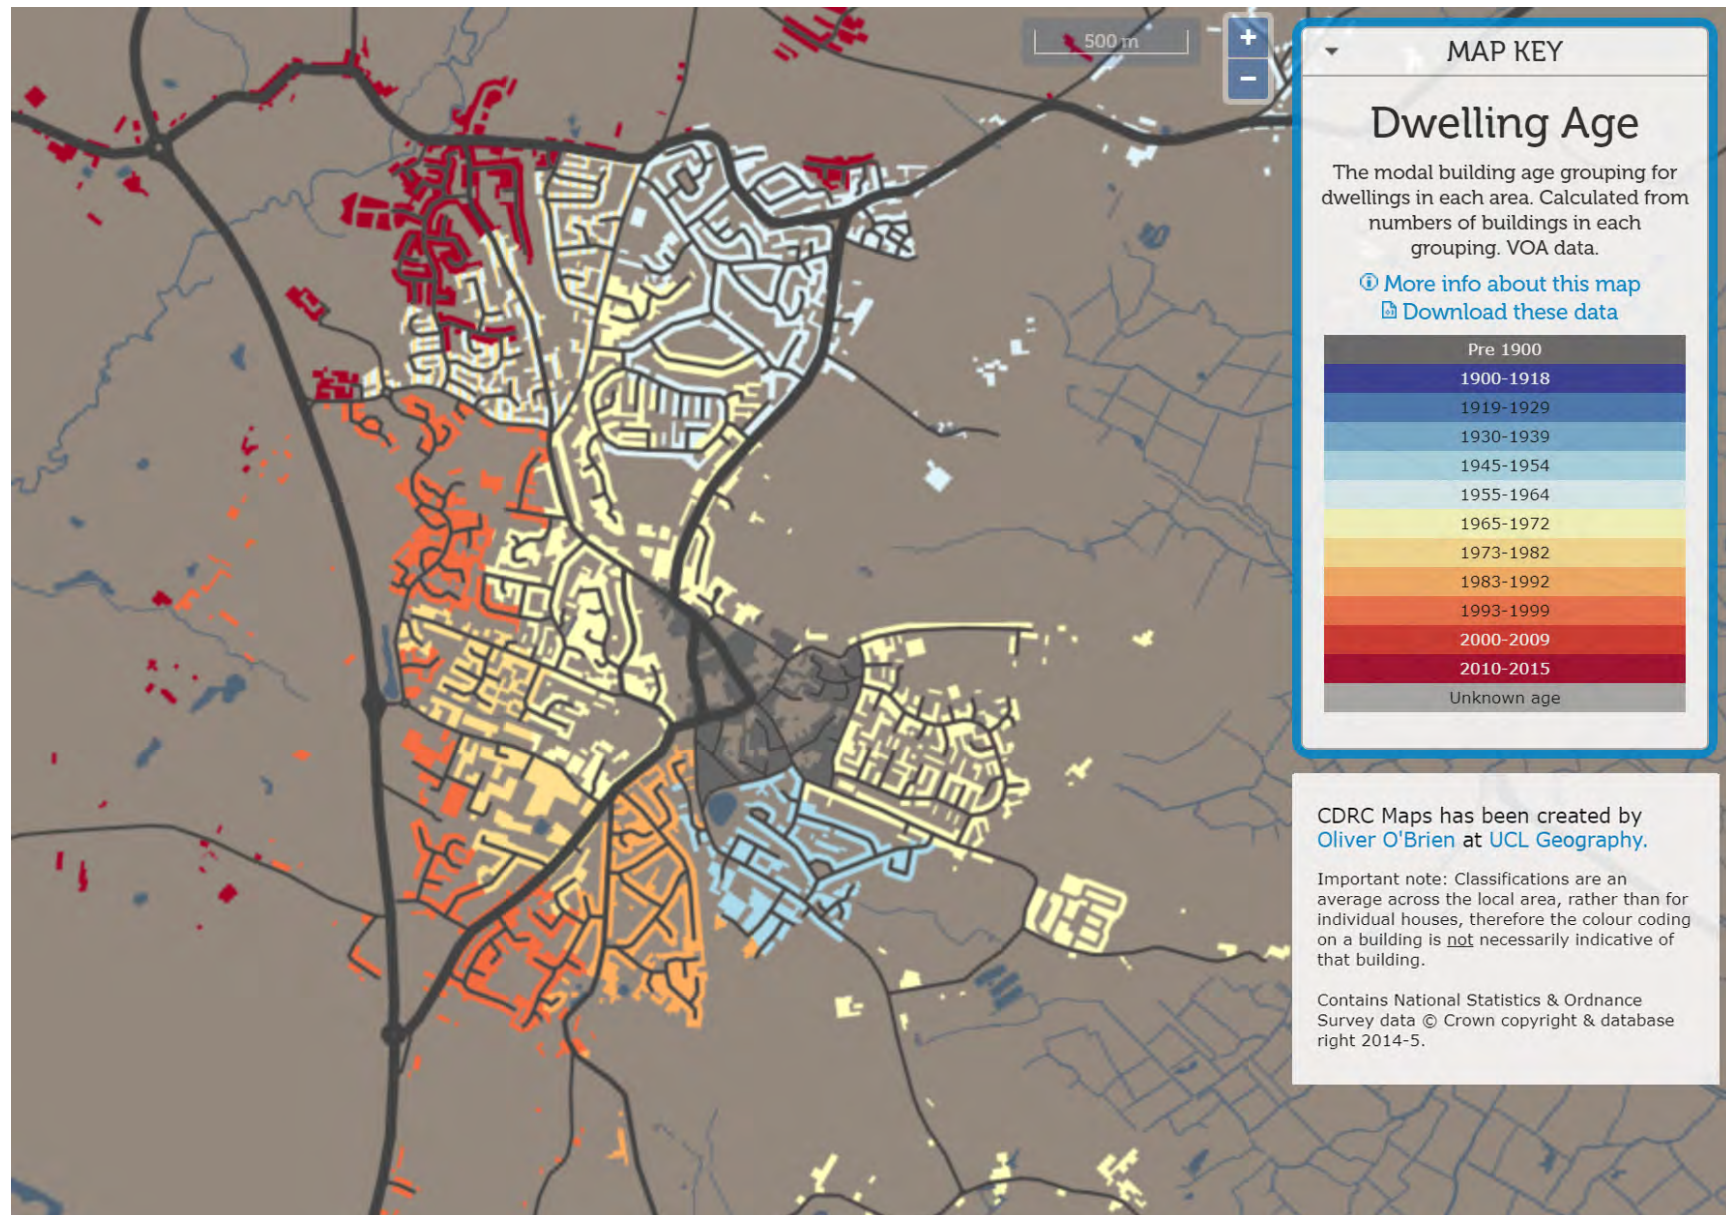 500 m
+
−
MAP KEY
Dwelling Age
The modal building age grouping for
dwellings in each area. Calculated from
numbers of buildings in each
grouping. VOA data.
More info about this map
Download these data
Pre 1900
1900-1918
1919-1929
1930-1939
1945-1954
1955-1964
1965-1972
1973-1982
1983-1992
1993-1999
2000-2009
2010-2015
Unknown age
CDRC Maps has been created by
Oliver O'Brien at UCL Geography.
Important note: Classifications are an
average across the local area, rather than for
individual houses, therefore the colour coding
on a building is not necessarily indicative of
that building.
Contains National Statistics & Ordnance
Survey data © Crown copyright & database
right 2014-5.